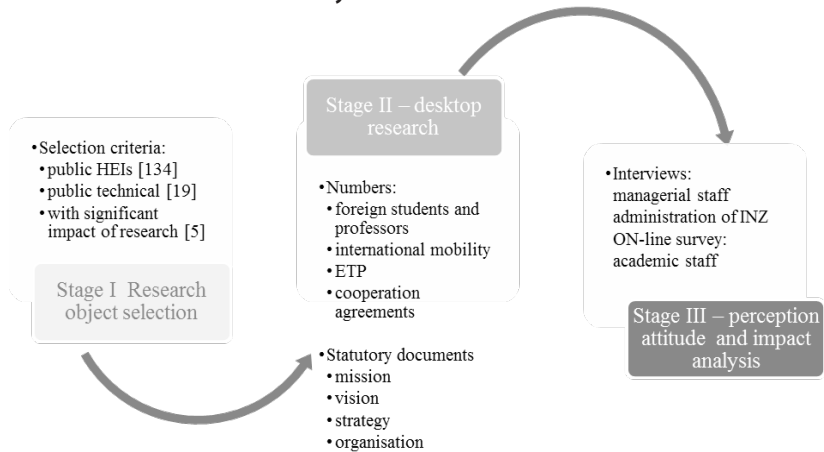 •Selection criteria:
•public HEIs [134]
•public technical [19]
•with significant
impact of research [5]
Stage I Research
object selection
Stage II – desktop
research
•Numbers:
•foreign students and
professors
•international mobility
•ETP
•cooperation
agreements
•Statutory documents
•mission
•vision
•strategy
•organisation
•Interviews:
managerial staff
administration of INZ
ON-line survey:
academic staff
Stage III – perception
attitude and impact
analysis